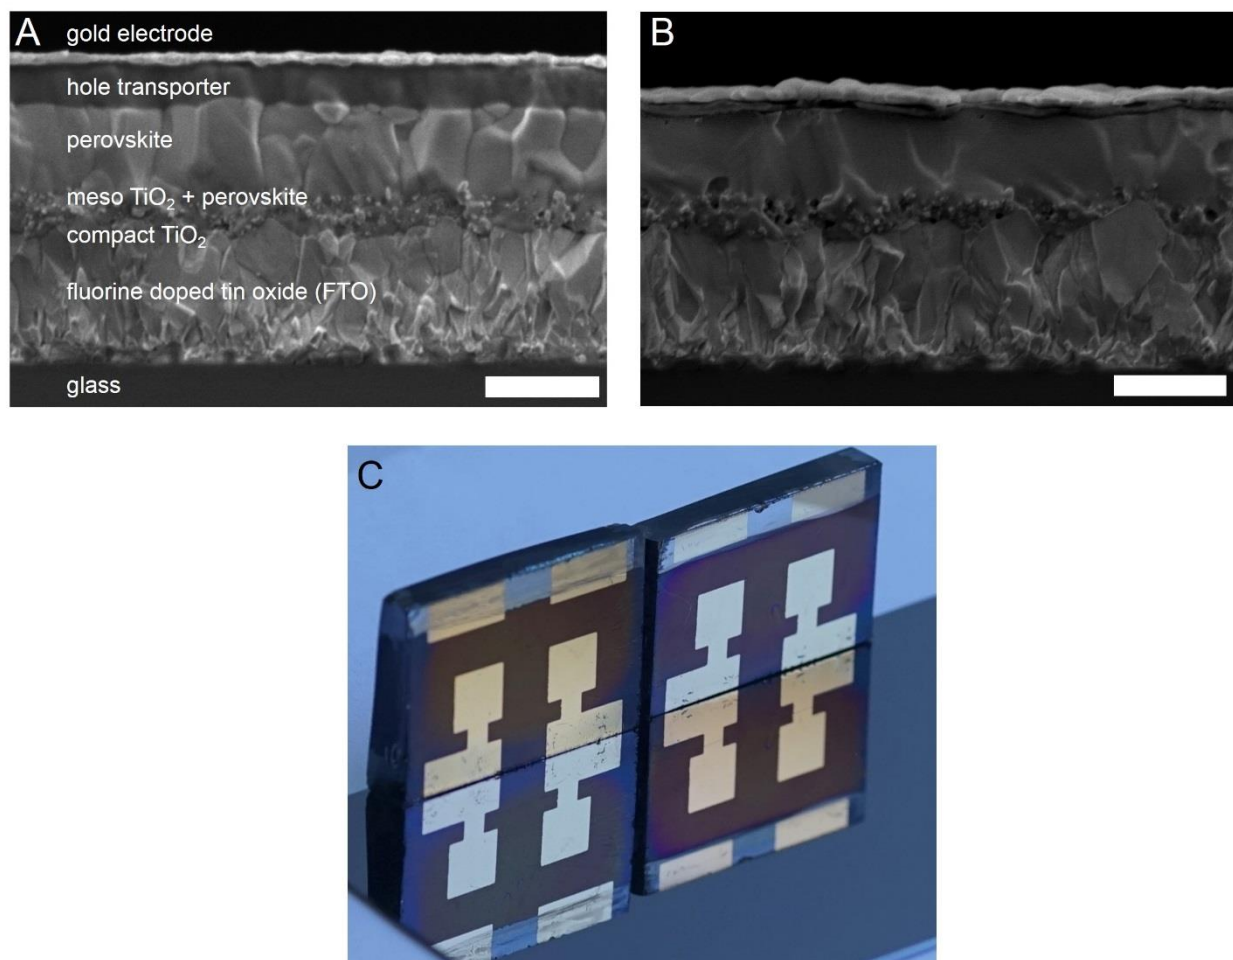 A
gold electrode
hole transporter
perovskite
meso TiO₂ + perovskite
compact TiO₂
fluorine doped tin oxide (FTO)
glass
B
C